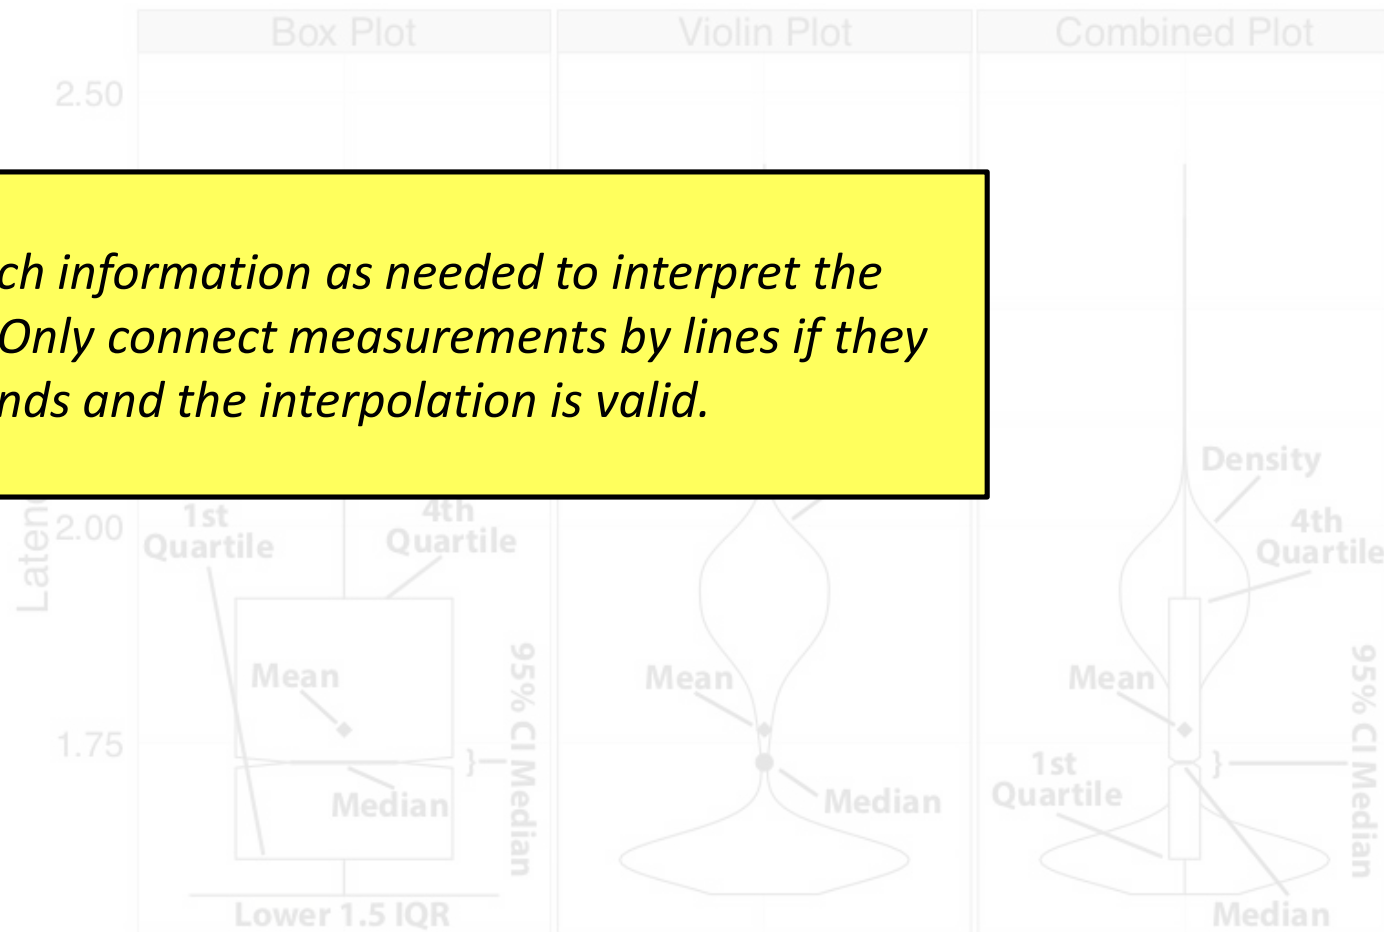 Box Plot
Violin Plot
Combined Plot
2.50
ch information as needed to interpret the
Only connect measurements by lines if they
nds and the interpolation is valid.
Laten
2.00
1.75
1st
Quartile
4th
Quartile
Mean
Median
}
95% CI Median
Lower 1.5 IQR
Mean
Median
Density
4th
Quartile
Mean
1st
Quartile
}
95% CI Median
Median